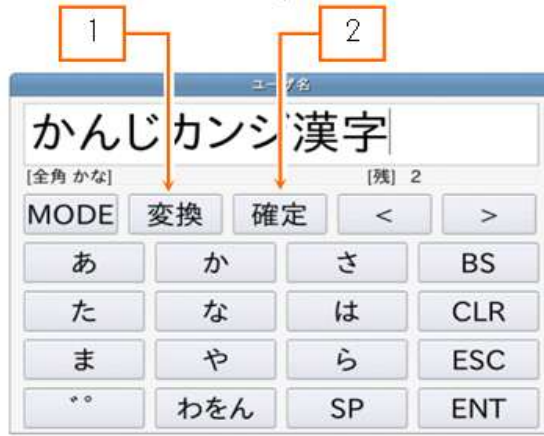 1 2
ユーザ名
かんじカンジ漢字
[全角 かな] [残] 2
MODE 変換 確定 < >
あ か さ BS
た な は CLR
ま や ら ESC
゛゜ わをん SP ENT